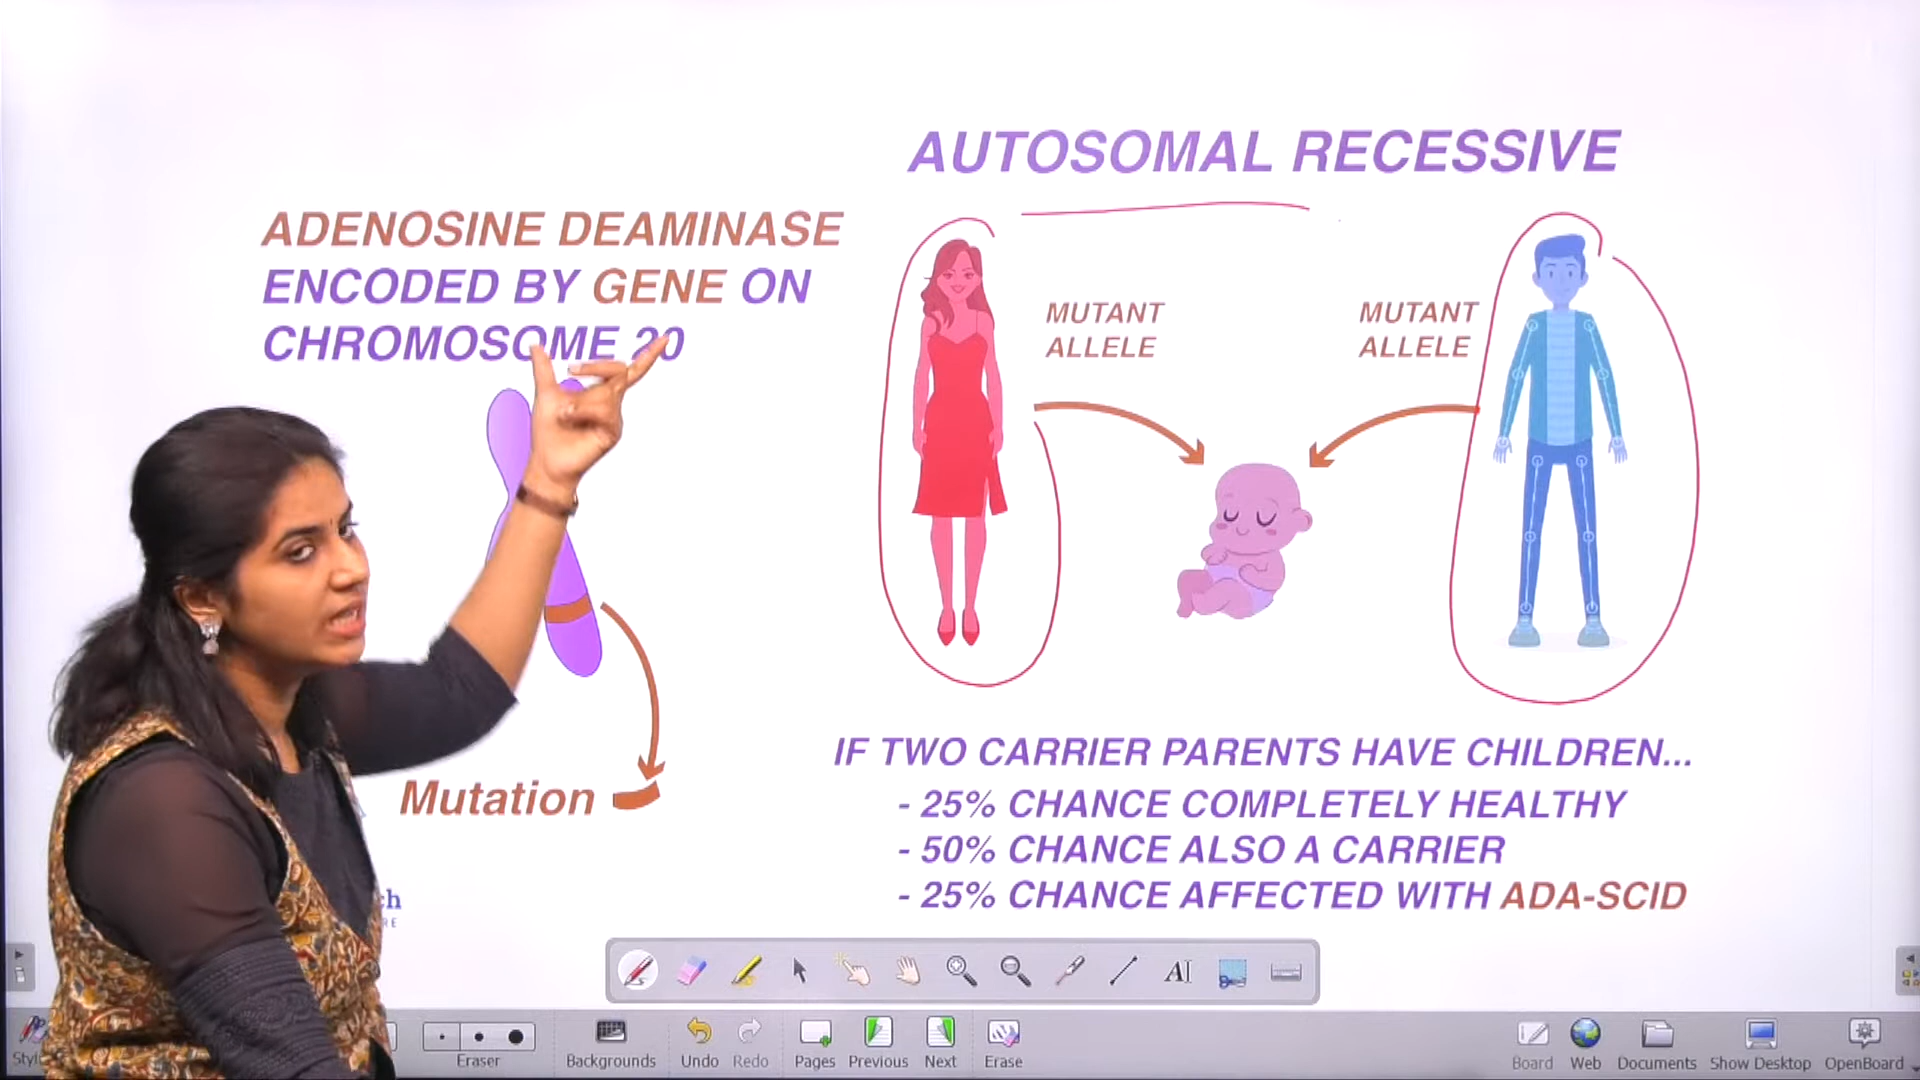 AUTOSOMAL RECESSIVE
ADENOSINE DEAMINASE
ENCODED BY GENE ON
CHROMOSOME 20
MUTANT
ALLELE
MUTANT
ALLELE
Mutation
IF TWO CARRIER PARENTS HAVE CHILDREN...
- 25% CHANCE COMPLETELY HEALTHY
- 50% CHANCE ALSO A CARRIER
- 25% CHANCE AFFECTED WITH ADA-SCID
Eraser
Backgrounds
Undo
Redo
Pages
Previous
Next
Erase
Board
Web
Documents
Show Desktop
OpenBoard